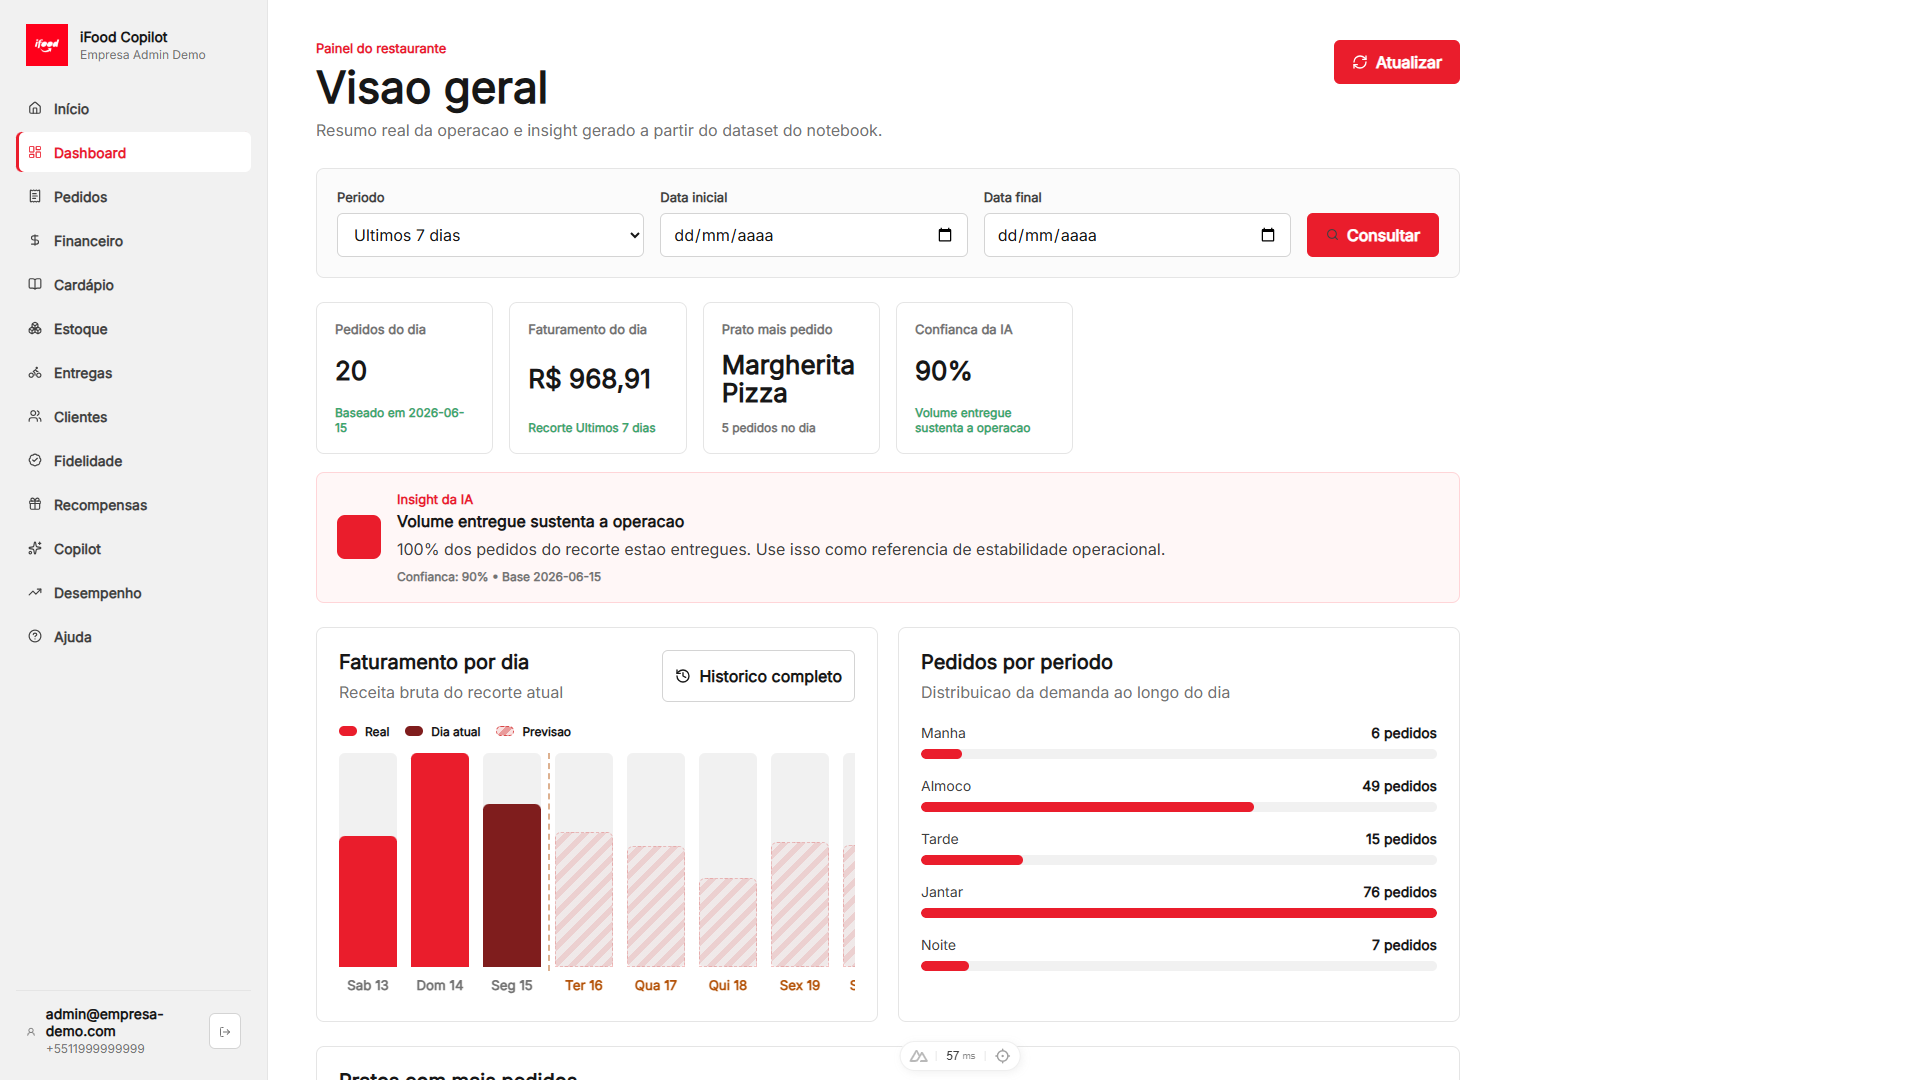 ifood
iFood Copilot
Empresa Admin Demo
Início
Dashboard
Pedidos
Financeiro
Cardápio
Estoque
Entregas
Clientes
Fidelidade
Recompensas
Copilot
Desempenho
Ajuda
admin@empresa-
demo.com
+5511999999999
Painel do restaurante
Visao geral
Resumo real da operacao e insight gerado a partir do dataset do notebook.
Atualizar
Periodo
Data inicial
Data final
Ultimos 7 dias
dd/mm/aaaa
dd/mm/aaaa
Consultar
Pedidos do dia
20
Baseado em 2026-06-
15
Faturamento do dia
R$ 968,91
Recorte Ultimos 7 dias
Prato mais pedido
Margherita
Pizza
5 pedidos no dia
Confianca da IA
90%
Volume entregue
sustenta a operacao
Insight da IA
Volume entregue sustenta a operacao
100% dos pedidos do recorte estao entregues. Use isso como referencia de estabilidade operacional.
Confianca: 90% • Base 2026-06-15
Faturamento por dia
Receita bruta do recorte atual
Historico completo
Real
Dia atual
Previsao
Sab 13
Dom 14
Seg 15
Ter 16
Qua 17
Qui 18
Sex 19
Pedidos por periodo
Distribuicao da demanda ao longo do dia
Manha
6 pedidos
Almoco
49 pedidos
Tarde
15 pedidos
Jantar
76 pedidos
Noite
7 pedidos
Pratos com mais pedidos
57 ms